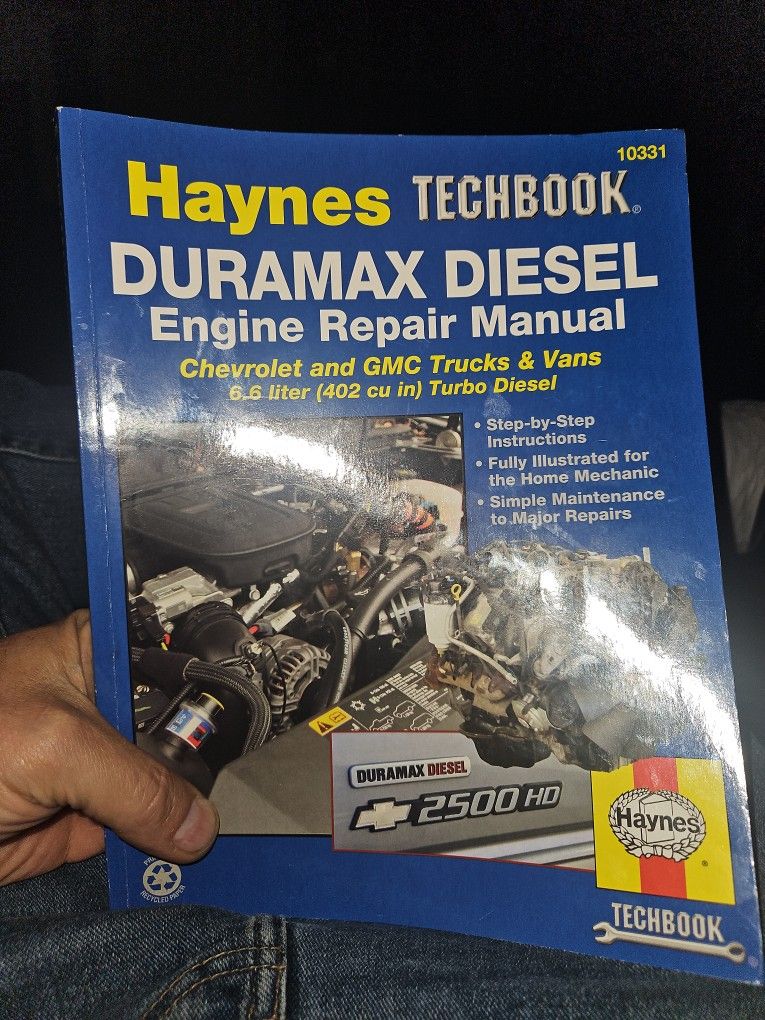 10331
Haynes TECHBOOK®
DURAMAX DIESEL
Engine Repair Manual
Chevrolet and GMC Trucks & Vans
6.6 liter (402 cu in) Turbo Diesel
• Step-by-Step
Instructions
• Fully Illustrated for
the Home Mechanic
• Simple Maintenance
to Major Repairs
DURAMAX DIESEL
2500 HD
Haynes®
RECYCLED PAPER
TECHBOOK®